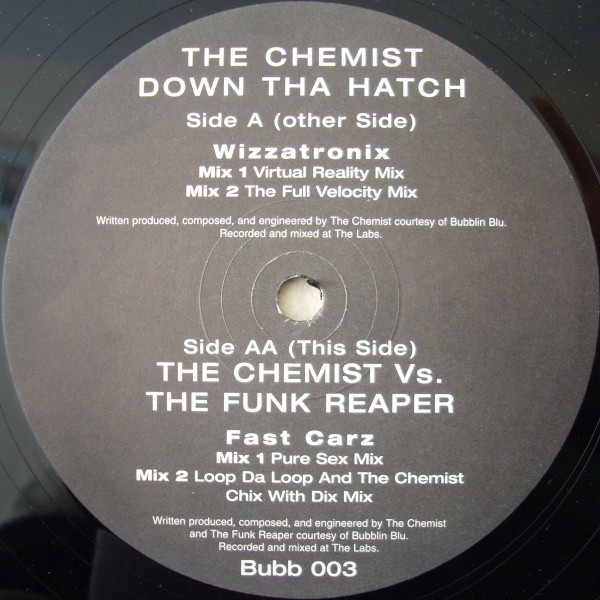 THE CHEMIST
DOWN THA HATCH
Side A (other Side)
Wizzatronix
Mix 1 Virtual Reality Mix
Mix 2 The Full Velocity Mix
Written produced, composed, and engineered by The Chemist courtesy of Bubblin Blu.
Recorded and mixed at The Labs.
Side AA (This Side)
THE CHEMIST Vs.
THE FUNK REAPER
Fast Carz
Mix 1 Pure Sex Mix
Mix 2 Loop Da Loop And The Chemist
Chix With Dix Mix
Written produced, composed, and engineered by The Chemist
and The Funk Reaper courtesy of Bubblin Blu.
Recorded and mixed at The Labs.
Bubb 003